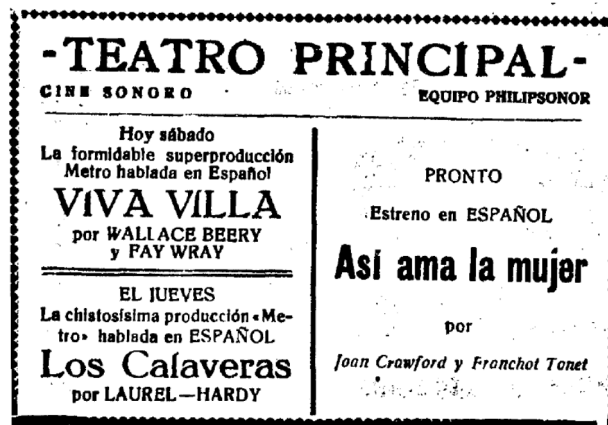 -TEATRO PRINCIPAL-
CINE SONORO EQUIPO PHILIPSONOR
Hoy sábado
La formidable superproducción
Metro hablada en Español
VIVA VILLA
por WALLACE BEERY
y FAY WRAY
EL JUEVES
La chistosísima producción «Me-
tro» hablada en ESPAÑOL
Los Calaveras
por LAUREL—HARDY
PRONTO
Estreno en ESPAÑOL
Así ama la mujer
por
Joan Crawford y Franchot Tonet